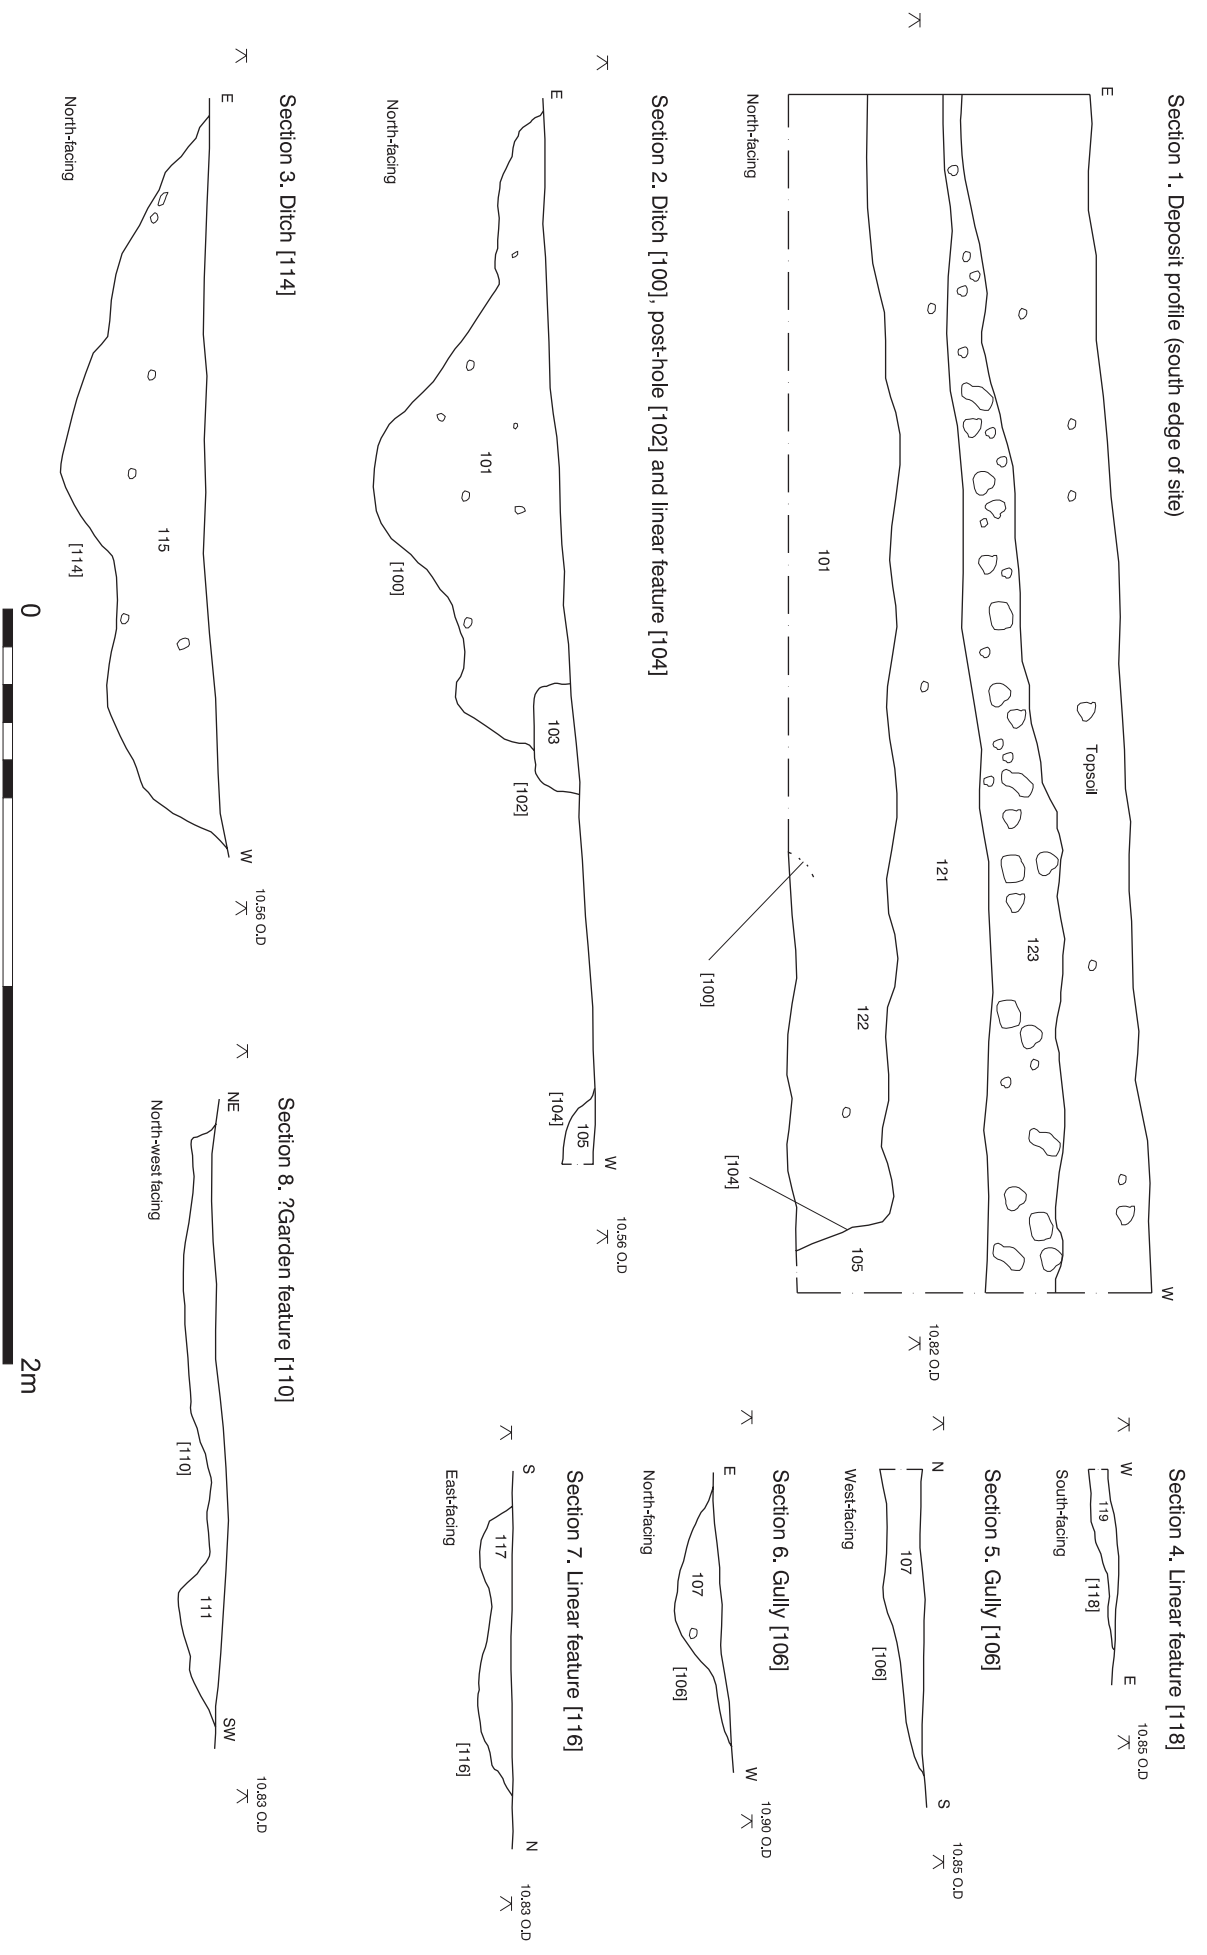 Section 1. Deposit profile (south edge of site)
E
W
Topsoil
123
121
122
101
105
[100]
[104]
North-facing
10.82 O.D
Section 2. Ditch [100], post-hole [102] and linear feature [104]
E
W
101
103
105
[100]
[102]
[104]
North-facing
10.56 O.D
Section 3. Ditch [114]
E
W
115
[114]
North-facing
10.56 O.D
Section 4. Linear feature [118]
W
E
119
[118]
South-facing
10.85 O.D
Section 5. Gully [106]
N
S
107
[106]
West-facing
10.85 O.D
Section 6. Gully [106]
E
W
107
[106]
North-facing
10.90 O.D
Section 7. Linear feature [116]
S
N
117
[116]
East-facing
10.83 O.D
Section 8. ?Garden feature [110]
NE
SW
111
[110]
North-west facing
10.83 O.D
0
2m